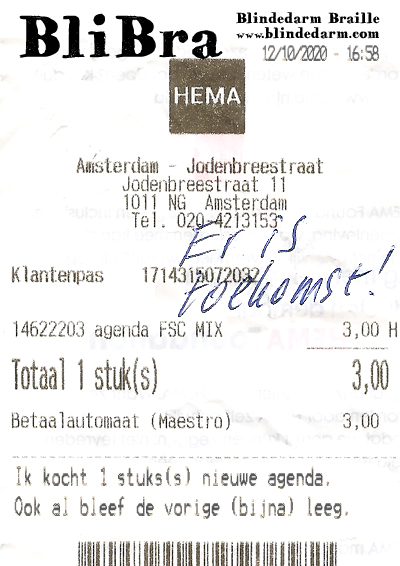 BliBra
Blindedarm Braille
www.blindedarm.com
12/10/2020 - 16:58
HEMA
Amsterdam - Jodenbreestraat
Jodenbreestraat 11
1011 NG Amsterdam
Tel. 020-4213153
Er is
toekomst!
Klantenpas 1714315072032
14622203 agenda FSC MIX 3,00 H
Totaal 1 stuk(s) 3,00
Betaalautomaat (Maestro) 3,00
Ik kocht 1 stuks(s) nieuwe agenda.
Ook al bleef de vorige (bijna) leeg.